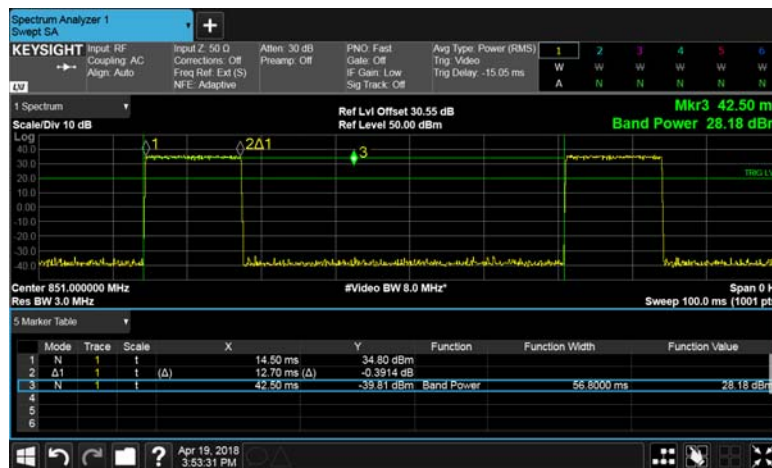 Spectrum Analyzer 1
Swept SA
+
KEYSIGHT
Input: RF
Coupling: AC
Align: Auto
Input Z: 50 Ω
Corrections: Off
Freq Ref: Ext (S)
NFE: Adaptive
Atten: 30 dB
Preamp: Off
PNO: Fast
Gate: Off
IF Gain: Low
Sig Track: Off
Avg Type: Power (RMS)
Trig: Video
Trig Delay: -15.05 ms
1 2 3 4 5 6
W W W W W W
A N N N N N
1 Spectrum
Scale/Div 10 dB
Ref Lvl Offset 30.55 dB
Ref Level 50.00 dBm
Mkr3 42.50 m
Band Power 28.18 dBm
Log
40.0
30.0
20.0
10.0
0.00
-10.0
-20.0
-30.0
-40.0
1
2Δ1
3
TRIG LV
Center 851.000000 MHz
Res BW 3.0 MHz
#Video BW 8.0 MHz*
Span 0 H
Sweep 100.0 ms (1001 pts
5 Marker Table
Mode Trace Scale X Y Function Function Width Function Value
1 N 1 t 14.50 ms 34.80 dBm
2 Δ1 1 t (Δ) 12.70 ms (Δ) -0.3914 dB
3 N 1 t 42.50 ms -39.81 dBm Band Power 56.8000 ms 28.18 dBm
4
5
6
?
Apr 19, 2018
3:53:31 PM